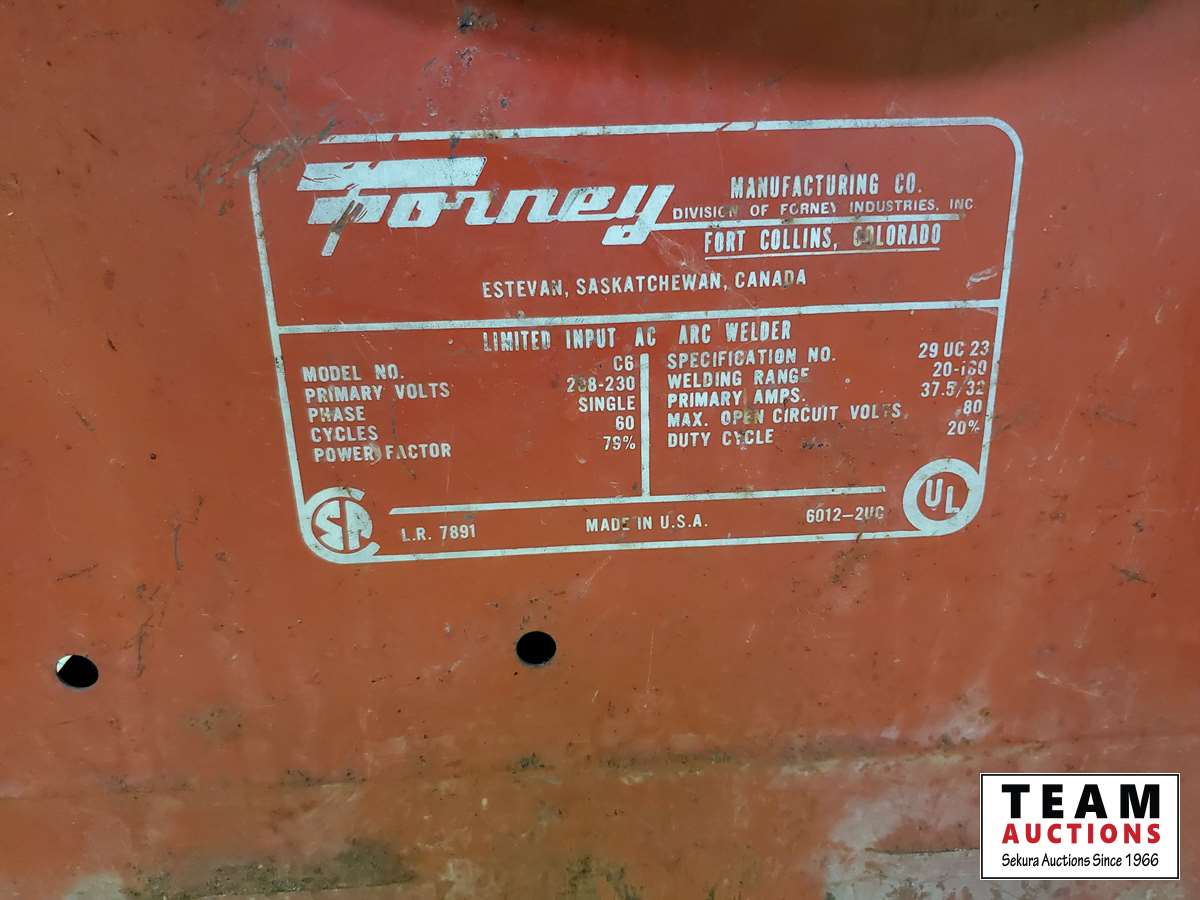 Forney
MANUFACTURING CO.
DIVISION OF FORNEY INDUSTRIES, INC
FORT COLLINS, COLORADO
ESTEVAN, SASKATCHEWAN, CANADA
LIMITED INPUT AC ARC WELDER
MODEL NO. C6
PRIMARY VOLTS 208-230
PHASE SINGLE
CYCLES 60
POWER FACTOR 79%
SPECIFICATION NO. 29 UC 23
WELDING RANGE 20-180
PRIMARY AMPS. 37.5/32
MAX. OPEN CIRCUIT VOLTS. 80
DUTY CYCLE 20%
SA L.R. 7891
MADE IN U.S.A.
6012-2UG
UL
TEAM
AUCTIONS
Sekura Auctions Since 1966